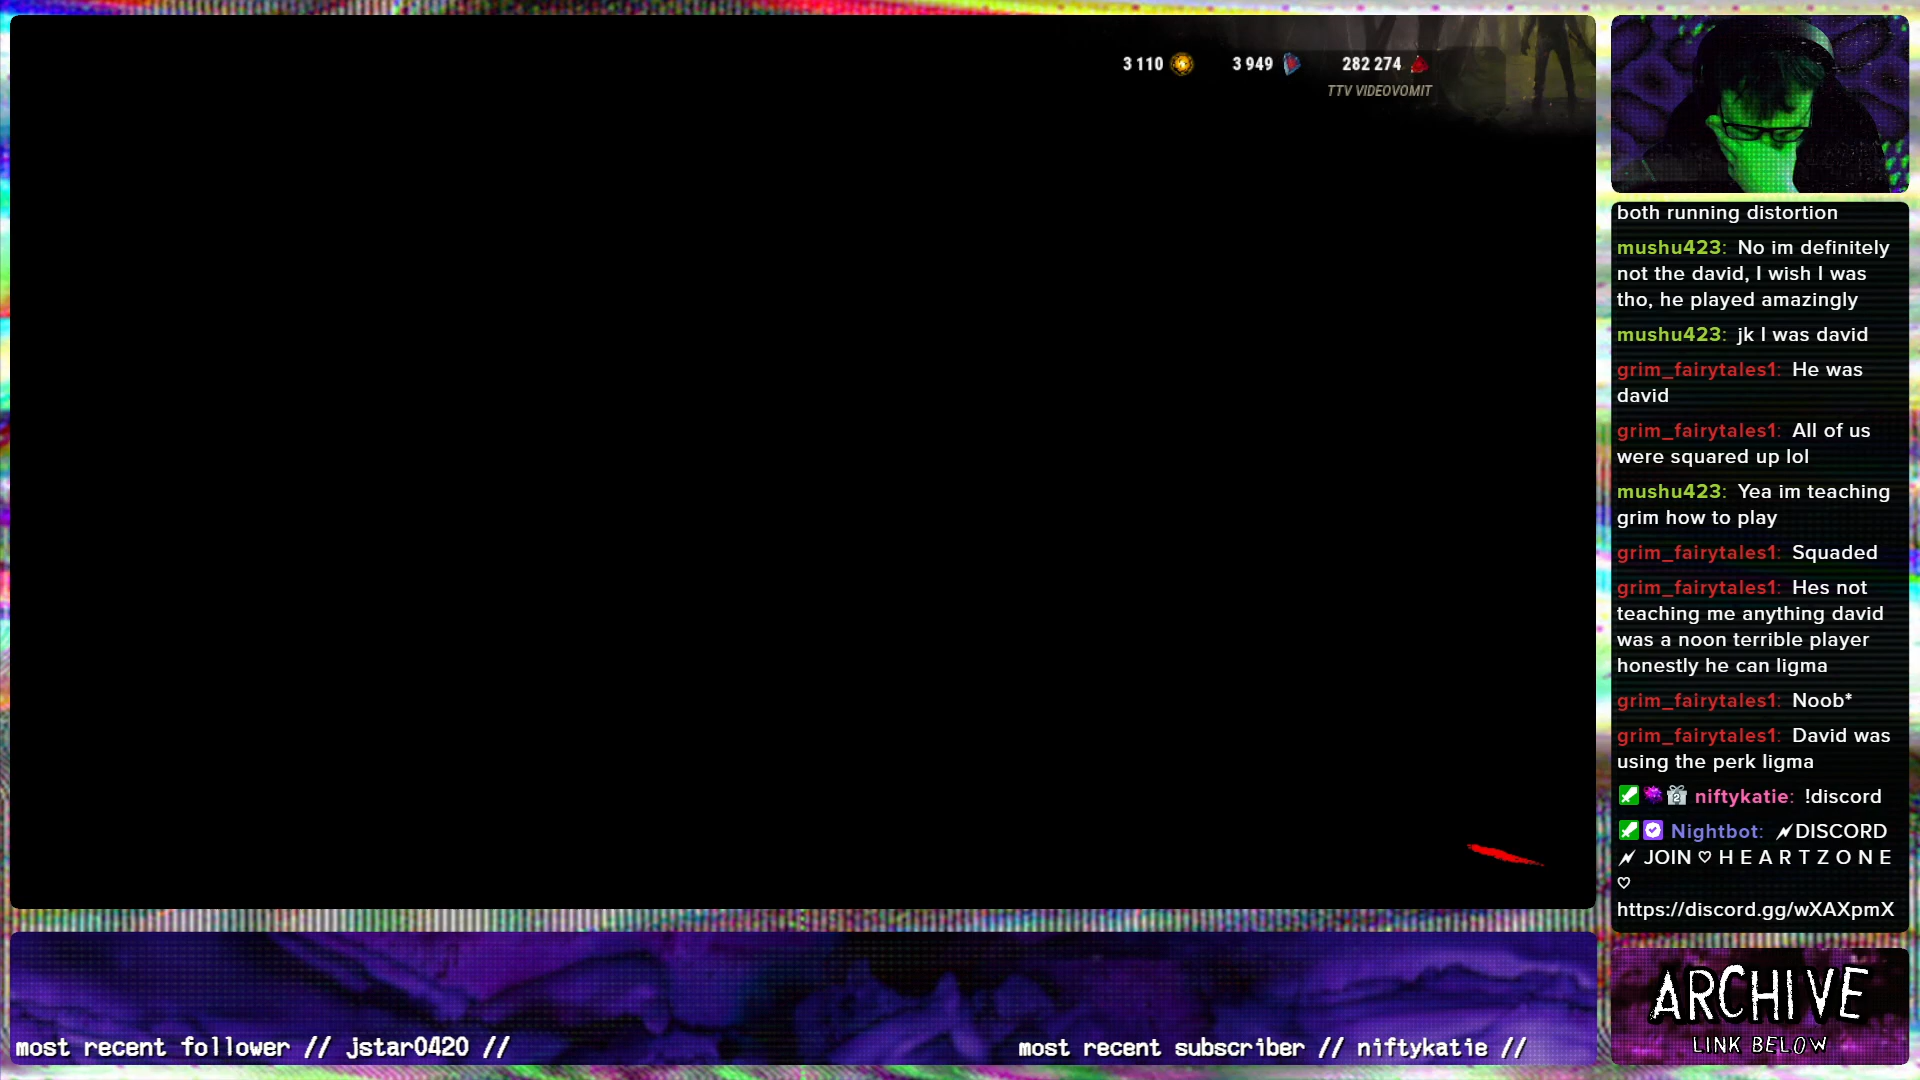 3 110
3 949
282 274
TTV VIDEOVOMIT
both running distortion
mushu423: No im definitely
not the david, I wish I was
tho, he played amazingly
mushu423: jk I was david
grim_fairytales1: He was
david
grim_fairytales1: All of us
were squared up lol
mushu423: Yea im teaching
grim how to play
grim_fairytales1: Squaded
grim_fairytales1: Hes not
teaching me anything david
was a noon terrible player
honestly he can ligma
grim_fairytales1: Noob*
grim_fairytales1: David was
using the perk ligma
2 niftykatie: !discord
Nightbot: DISCORD
JOIN ♡ H E A R T Z O N E
♡
https://discord.gg/wXAXpmX
ARCHIVE
LINK BELOW
most recent follower // jstar0420 //
most recent subscriber // niftykatie //